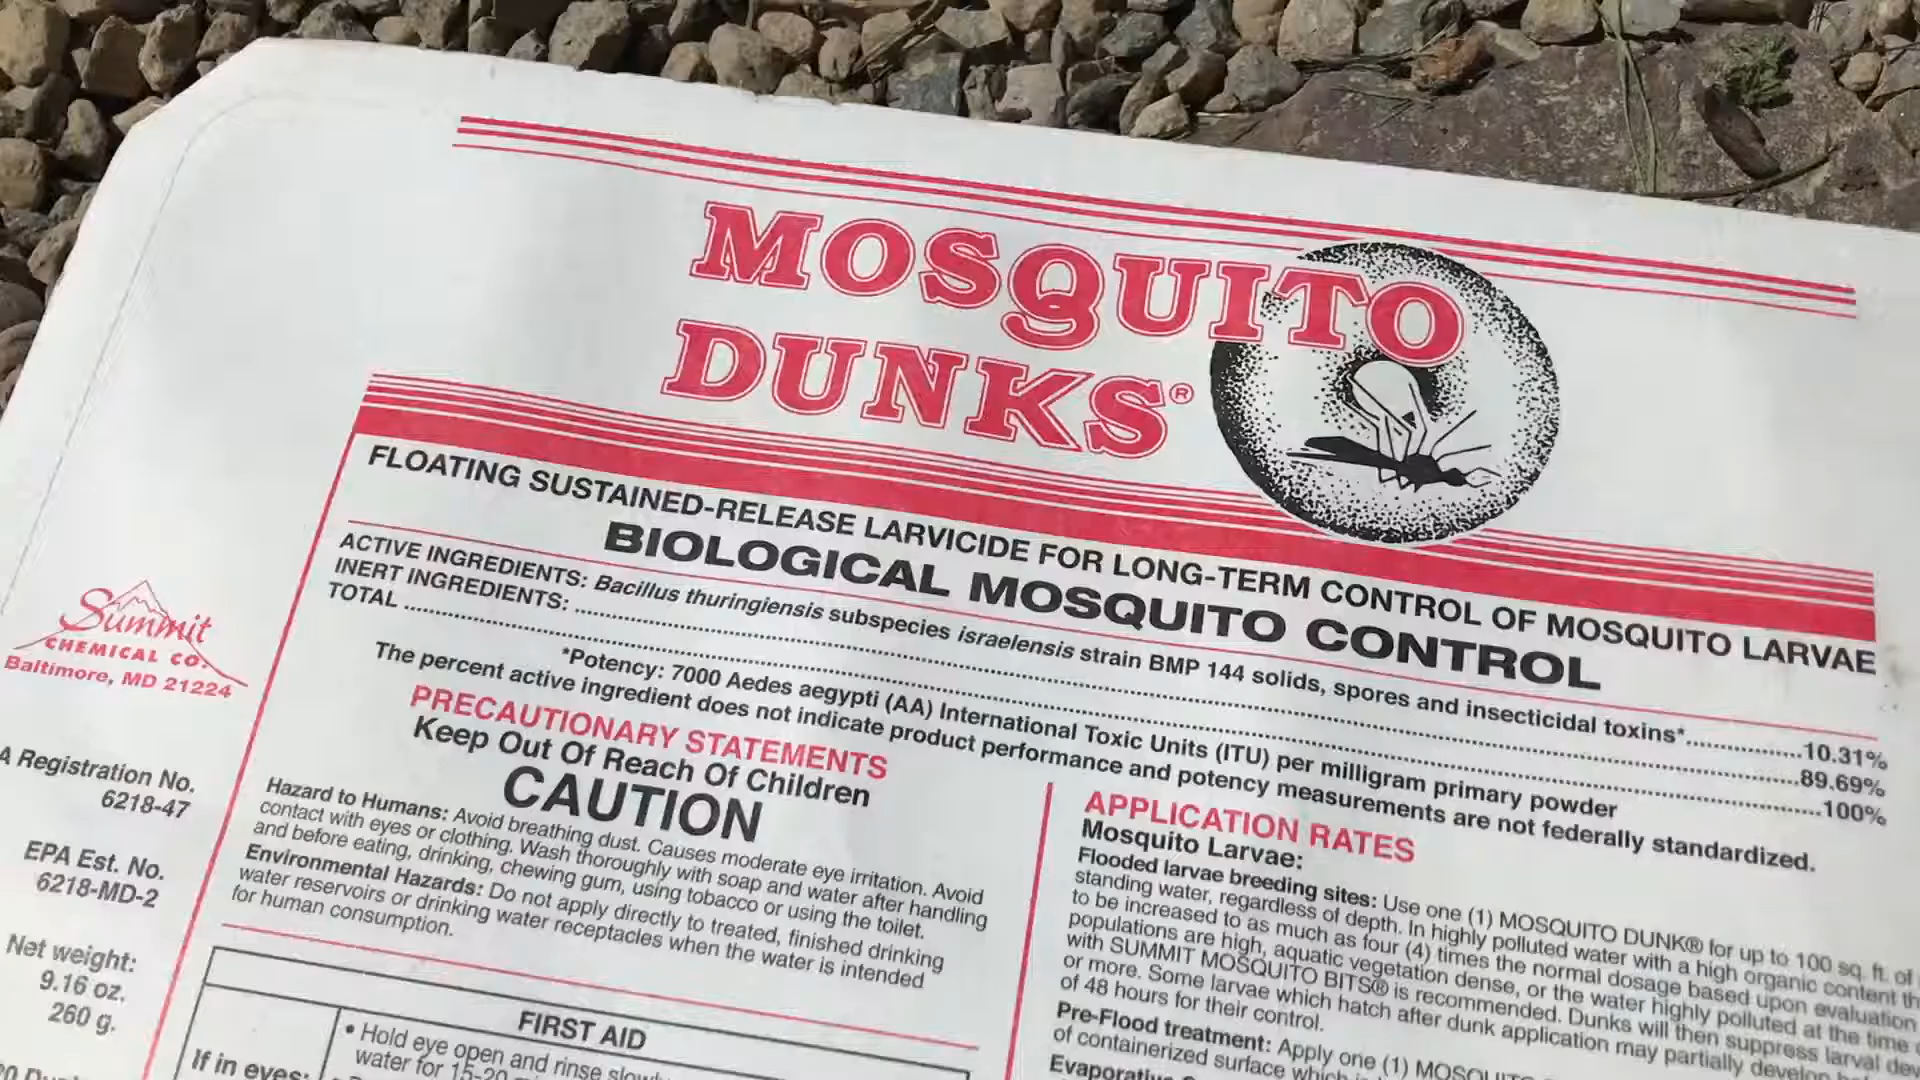 MOSQUITO
DUNKS®
FLOATING SUSTAINED-RELEASE LARVICIDE FOR LONG-TERM CONTROL OF MOSQUITO LARVAE
BIOLOGICAL MOSQUITO CONTROL
ACTIVE INGREDIENTS: Bacillus thuringiensis subspecies israelensis strain BMP 144 solids, spores and insecticidal toxins*..............10.31%
INERT INGREDIENTS: ..............89.69%
TOTAL ..............100%
*Potency: 7000 Aedes aegypti (AA) International Toxic Units (ITU) per milligram primary powder
The percent active ingredient does not indicate product performance and potency measurements are not federally standardized.
Summit
CHEMICAL CO.
Baltimore, MD 21224
A Registration No.
6218-47
EPA Est. No.
6218-MD-2
Net weight:
9.16 oz.
260 g.
PRECAUTIONARY STATEMENTS
Keep Out Of Reach Of Children
CAUTION
Hazard to Humans: Avoid breathing dust. Causes moderate eye irritation. Avoid
contact with eyes or clothing. Wash thoroughly with soap and water after handling
and before eating, drinking, chewing gum, using tobacco or using the toilet.
Environmental Hazards: Do not apply directly to treated, finished drinking
water reservoirs or drinking water receptacles when the water is intended
for human consumption.
FIRST AID
If in eyes:
• Hold eye open and rinse
water for 15-20
APPLICATION RATES
Mosquito Larvae:
Flooded larvae breeding sites: Use one (1) MOSQUITO DUNK® for up to 100 sq. ft. of
standing water, regardless of depth. In highly polluted water with a high organic content
to be increased to as much as four (4) times the normal dosage based upon evaluation
populations are high, aquatic vegetation dense, or the water highly polluted at the time
with SUMMIT MOSQUITO BITS® is recommended. Dunks will then suppress larval
or more. Some larvae which hatch after dunk application may partially develop
of 48 hours for their control.
Pre-Flood treatment: Apply one (1)
of containerized surface which